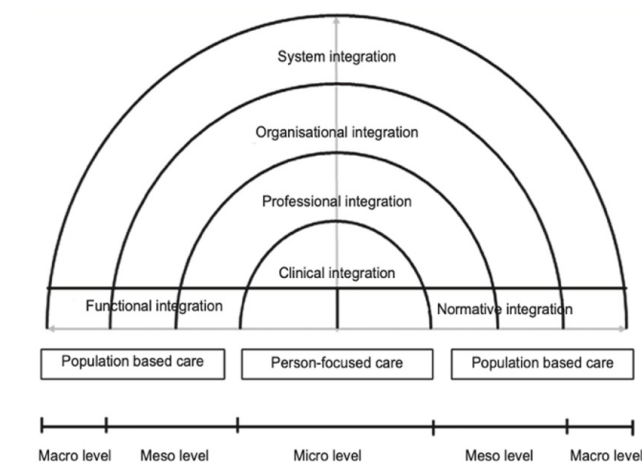 System integration
Organisational integration
Professional integration
Clinical integration
Functional integration
Normative integration
Population based care
Person-focused care
Population based care
Macro level
Meso level
Micro level
Meso level
Macro level